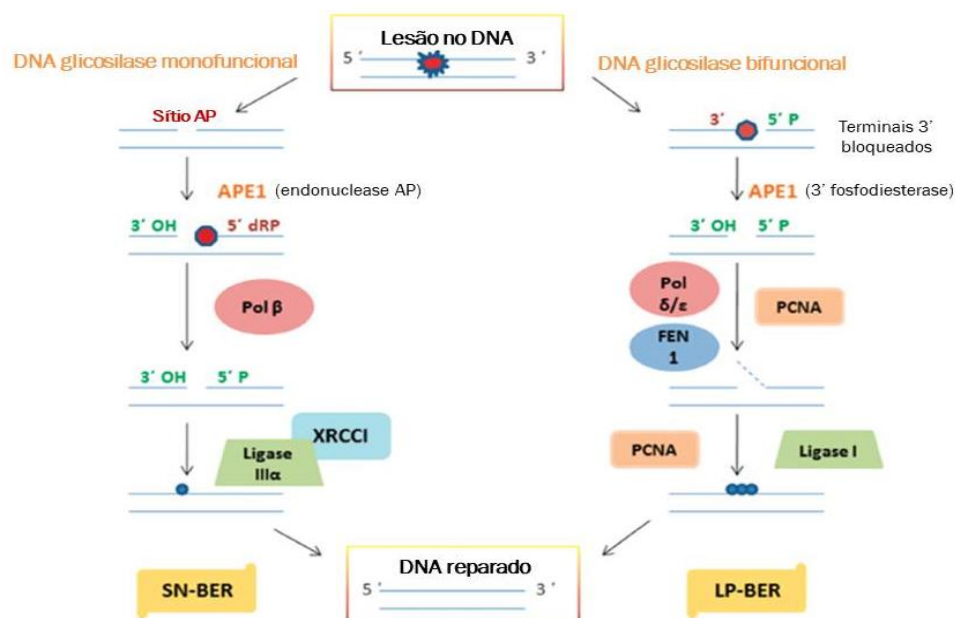 Lesão no DNA
5´ 3´
DNA glicosilase monofuncional
DNA glicosilase bifuncional
Sítio AP
3´ 5´ P
Terminais 3´
bloqueados
APE1 (endonuclease AP)
APE1 (3´ fosfodiesterase)
3´ OH 5´ dRP
3´ OH 5´ P
Pol β
Pol
δ/ε
PCNA
FEN
1
3´ OH 5´ P
XRCCI
Ligase
IIIα
PCNA
Ligase I
DNA reparado
5´ 3´
SN-BER
LP-BER